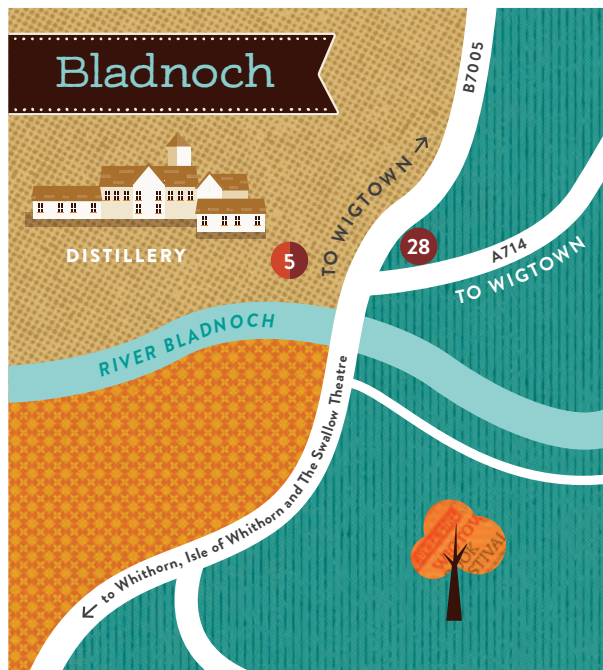 Bladnoch
B7005
TO WIGTOWN →
DISTILLERY
5
28
A714
TO WIGTOWN
RIVER BLADNOCH
← to Whithorn, Isle of Whithorn and The Swallow Theatre